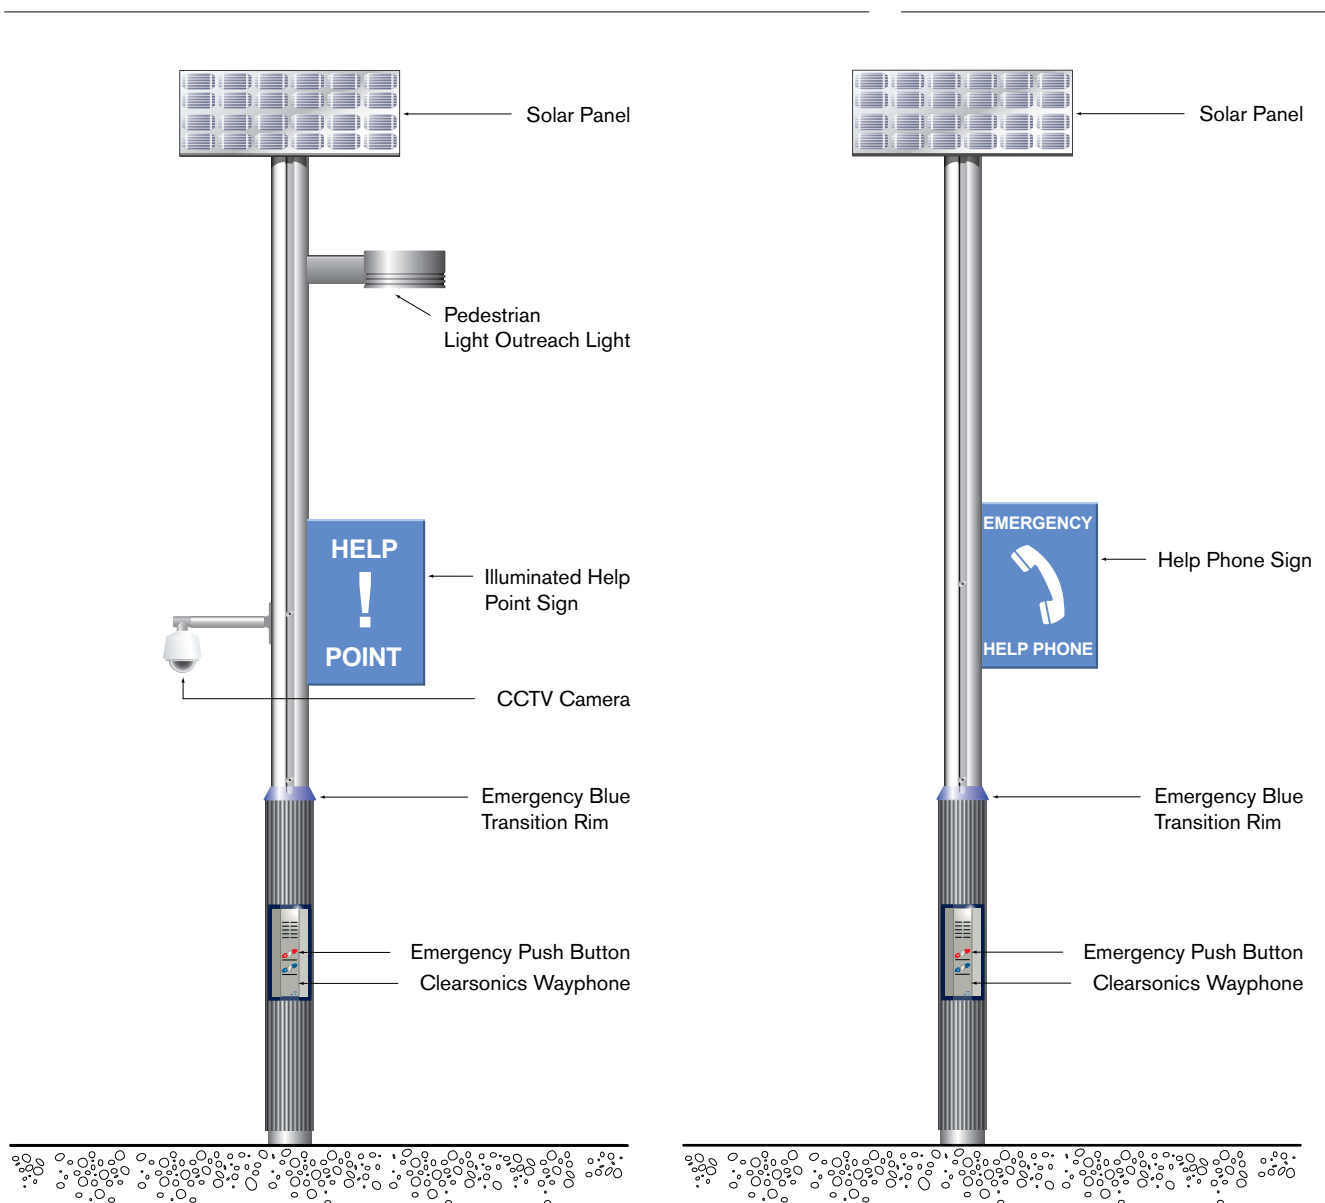 Solar Panel
Pedestrian
Light Outreach Light
HELP
!
POINT
Illuminated Help
Point Sign
CCTV Camera
Emergency Blue
Transition Rim
Emergency Push Button
Clearsonics Wayphone
Solar Panel
EMERGENCY
HELP PHONE
Help Phone Sign
Emergency Blue
Transition Rim
Emergency Push Button
Clearsonics Wayphone